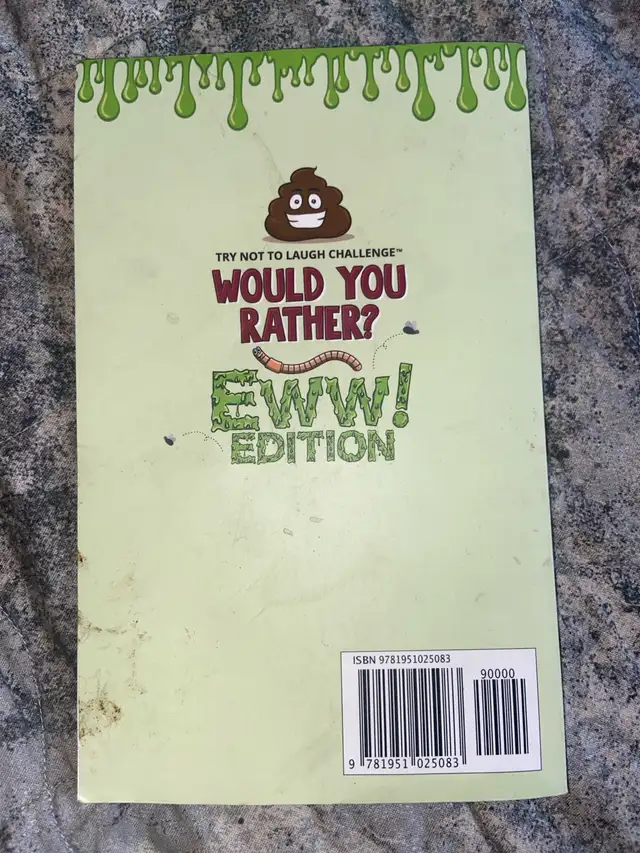 TRY NOT TO LAUGH CHALLENGE™
WOULD YOU
RATHER?
EWW!
EDITION
ISBN 9781951025083
90000
9 781951 025083